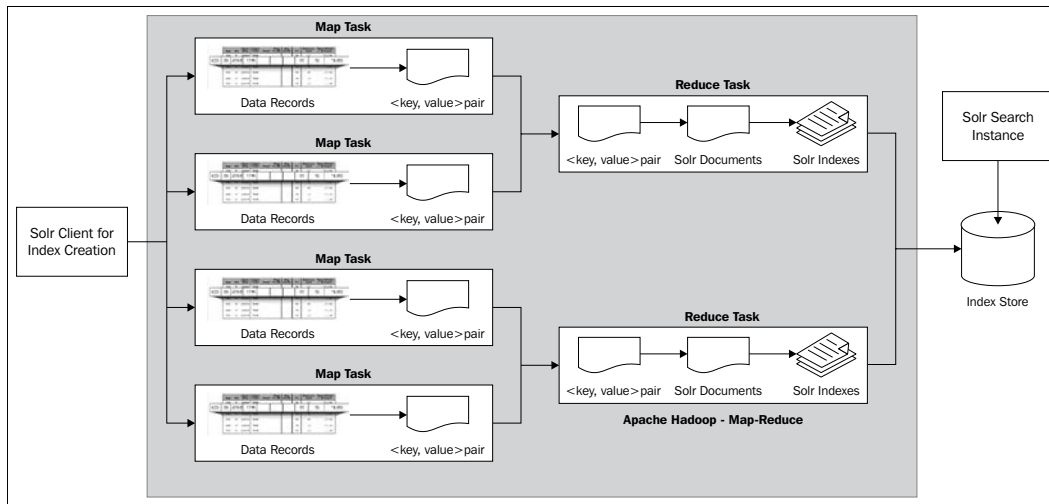 Map Task
Data Records
<key, value>pair
Map Task
Data Records
<key, value>pair
Map Task
Data Records
<key, value>pair
Map Task
Data Records
<key, value>pair
Solr Client for
Index Creation
Reduce Task
<key, value>pair
Solr Documents
Solr Indexes
Reduce Task
<key, value>pair
Solr Documents
Solr Indexes
Apache Hadoop - Map-Reduce
Solr Search
Instance
Index Store